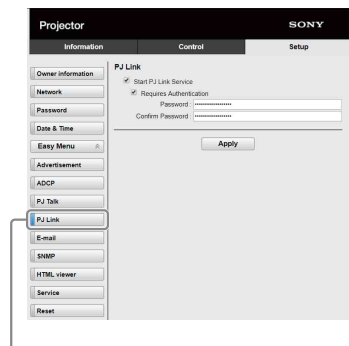 Projector SONY
Information Control Setup
Owner information
Network
Password
Date & Time
Easy Menu
Advertisement
ADCP
PJ Talk
PJ Link
E-mail
SNMP
HTML viewer
Service
Reset
PJ Link
Start PJ Link Service
Requires Authentication
Password :
Confirm Password :
Apply